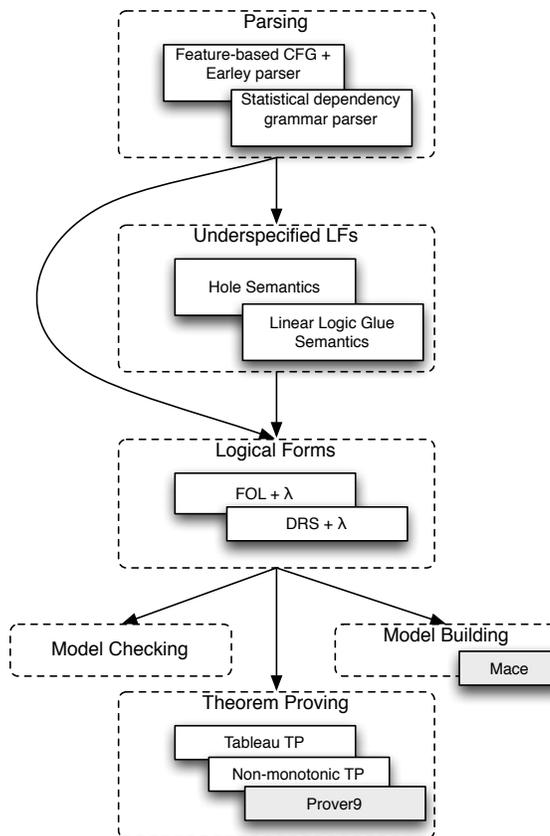 Parsing
Feature-based CFG +
Earley parser
Statistical dependency
grammar parser
Underspecified LFs
Hole Semantics
Linear Logic Glue
Semantics
Logical Forms
FOL + λ
DRS + λ
Model Checking
Model Building
Mace
Theorem Proving
Tableau TP
Non-monotonic TP
Prover9